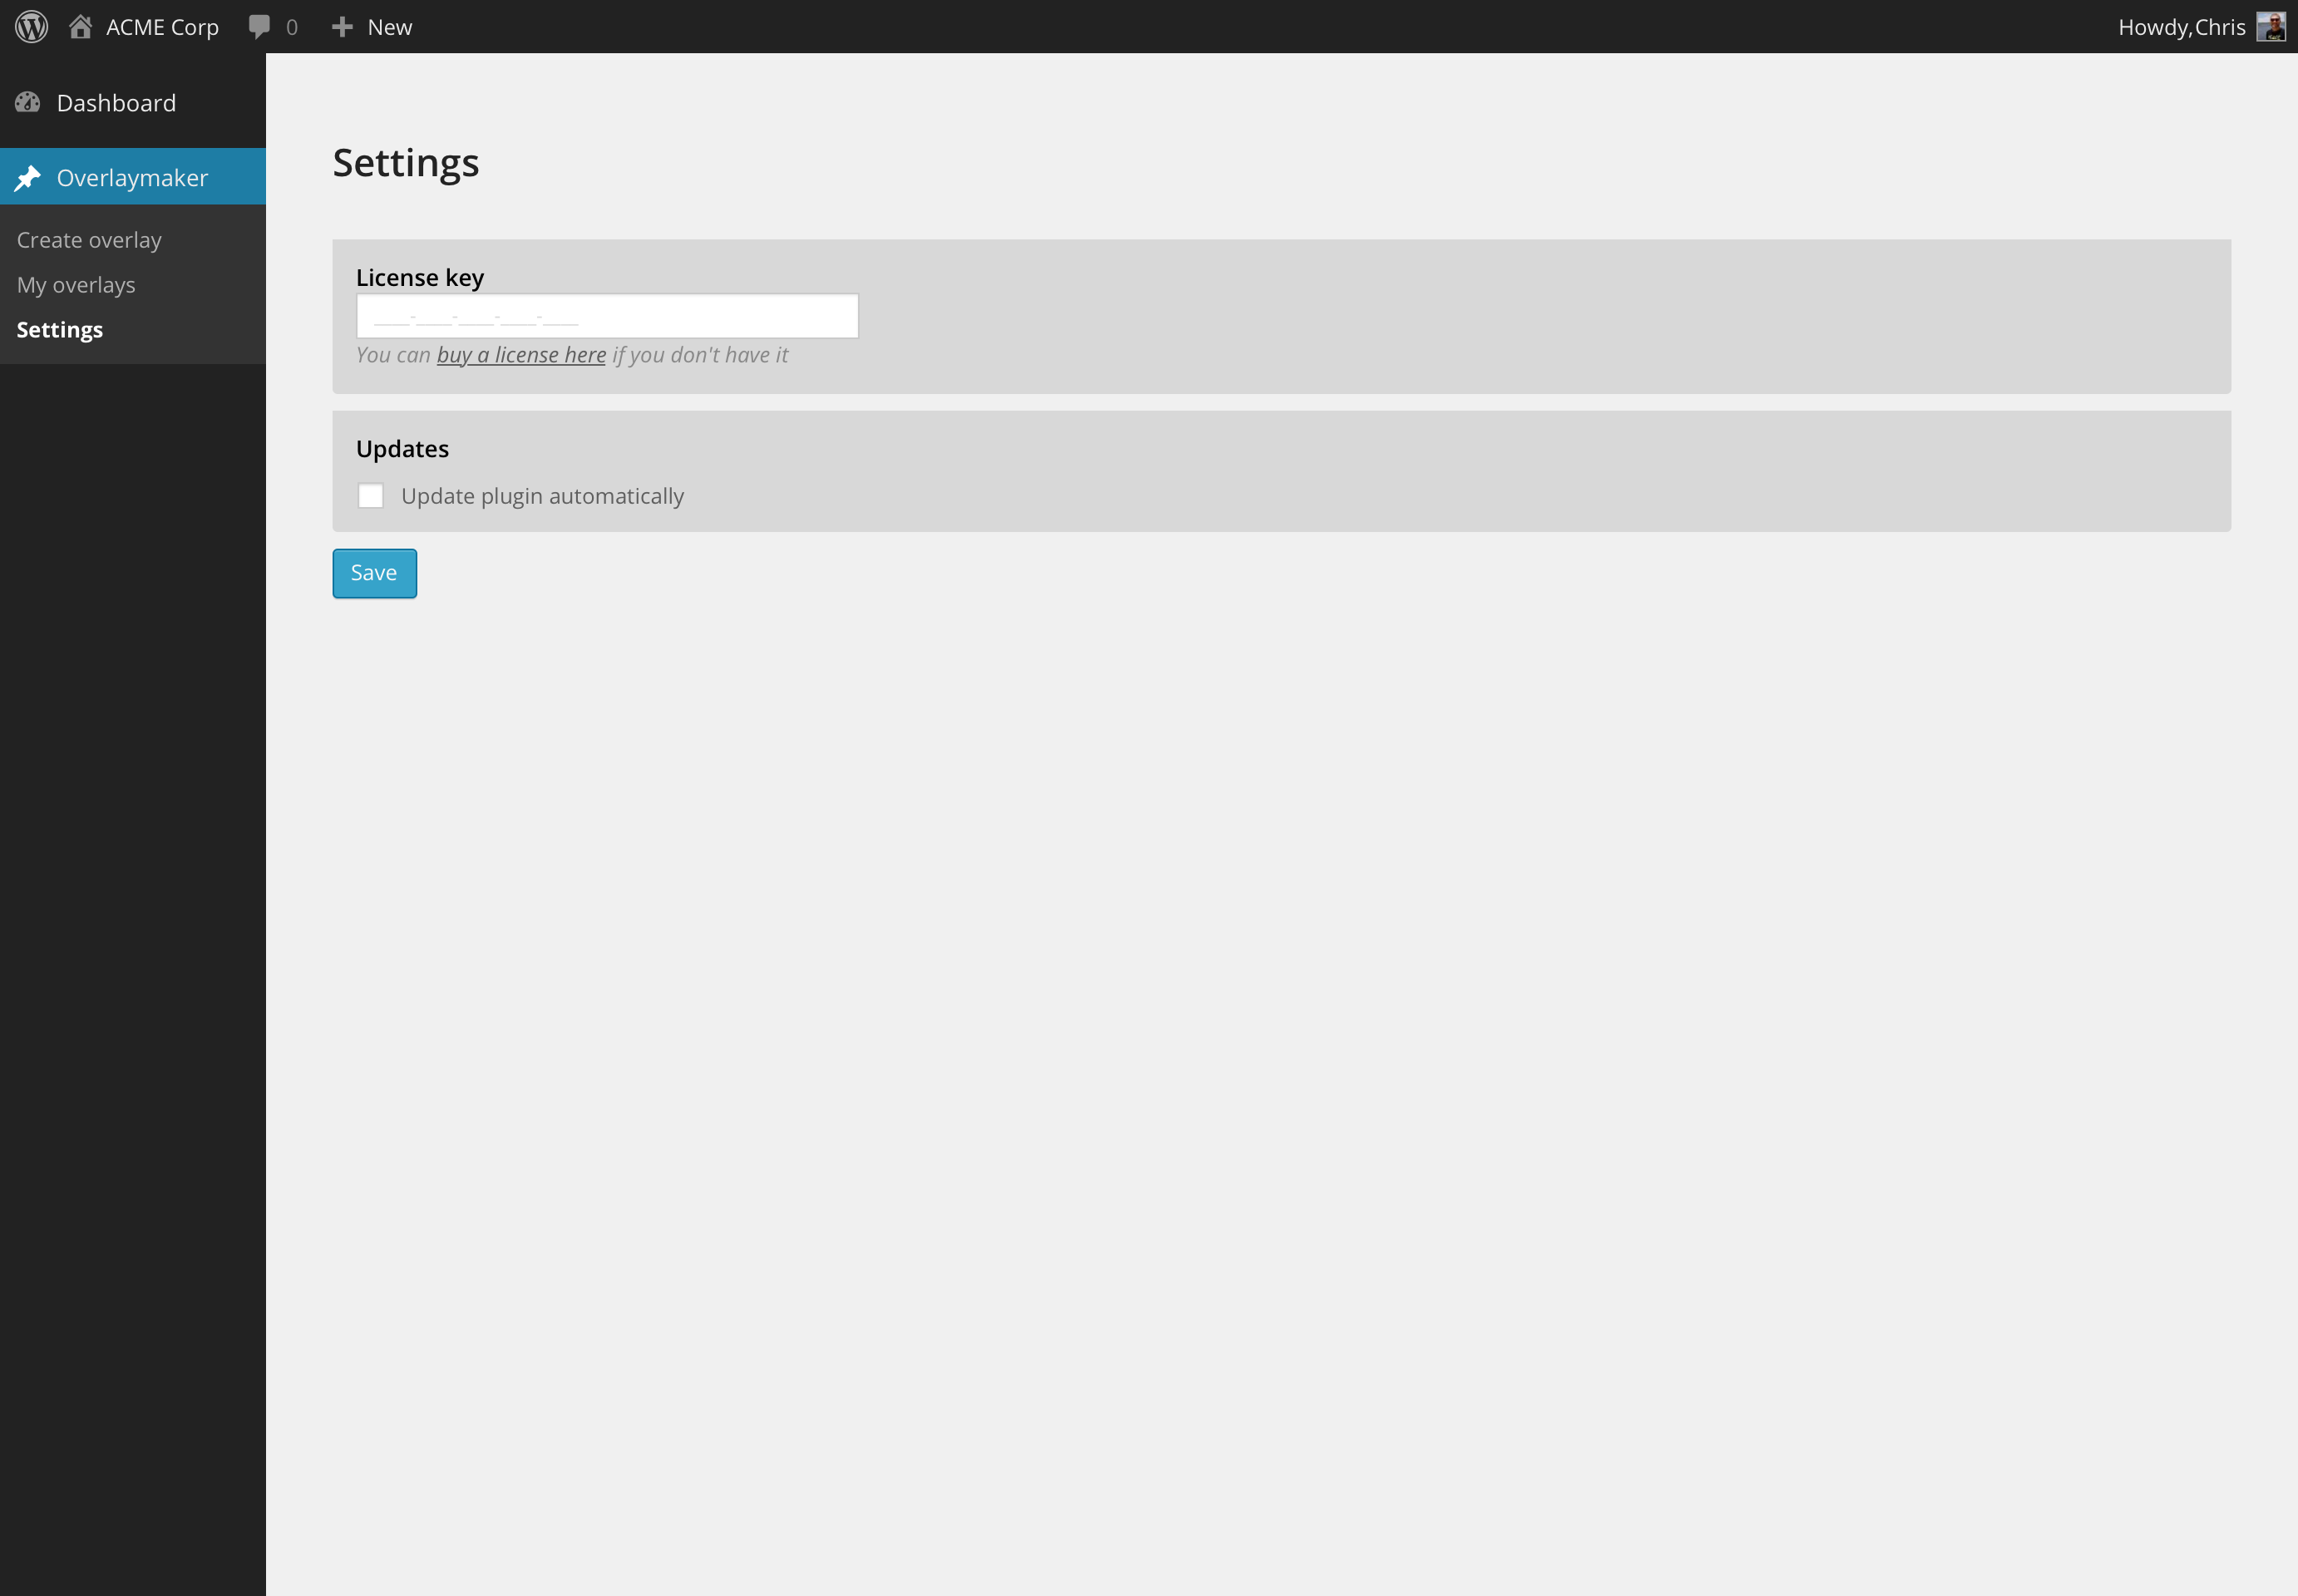 ACME Corp 0 New Howdy,Chris
Dashboard
Overlaymaker
Create overlay
My overlays
Settings
Settings
License key
____-____-____-____-____
You can buy a license here if you don't have it
Updates
Update plugin automatically
Save